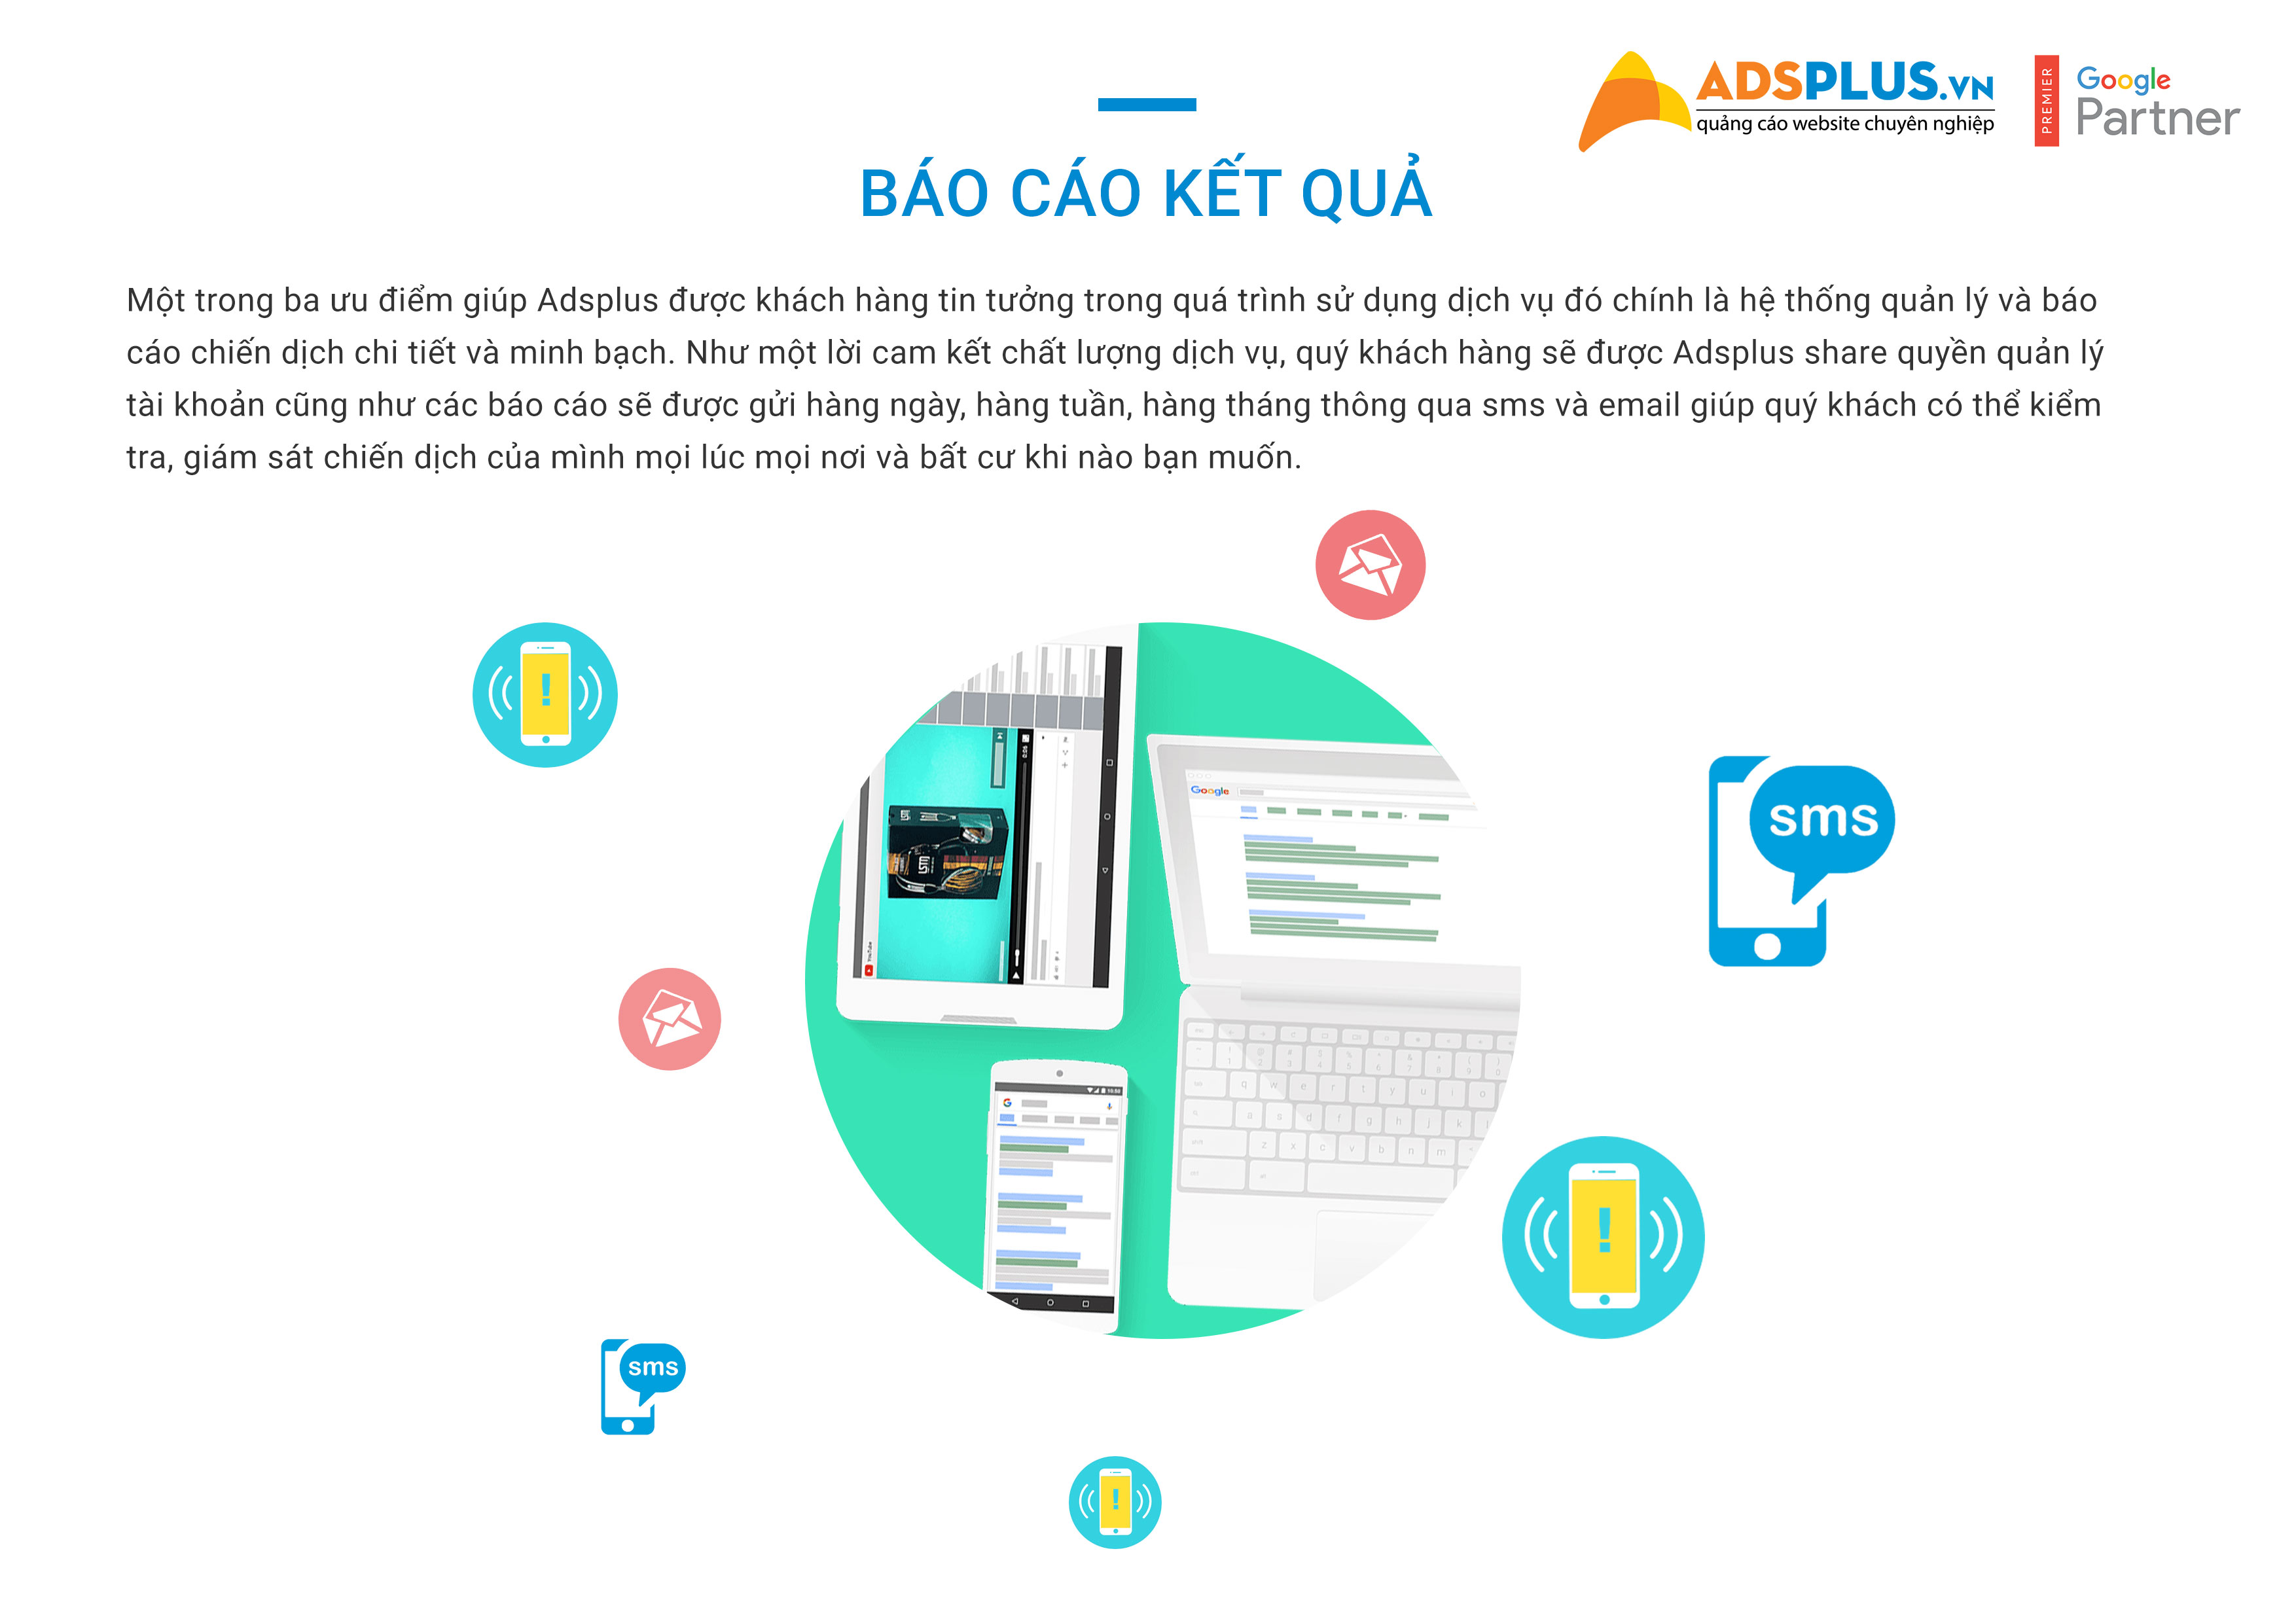 ADSPLUS.VN
quảng cáo website chuyên nghiệp
PREMIER
Google
Partner
BÁO CÁO KẾT QUẢ
Một trong ba ưu điểm giúp Adsplus được khách hàng tin tưởng trong quá trình sử dụng dịch vụ đó chính là hệ thống quản lý và báo
cáo chiến dịch chi tiết và minh bạch. Như một lời cam kết chất lượng dịch vụ, quý khách hàng sẽ được Adsplus share quyền quản lý
tài khoản cũng như các báo cáo sẽ được gửi hàng ngày, hàng tuần, hàng tháng thông qua sms và email giúp quý khách có thể kiểm
tra, giám sát chiến dịch của mình mọi lúc mọi nơi và bất cư khi nào bạn muốn.
!
sms
Google
YouTube
LSTN
LSTN
0:06
q w e r t y u i o
a s d f g h j k
z x c v b n m
G
!
sms
!